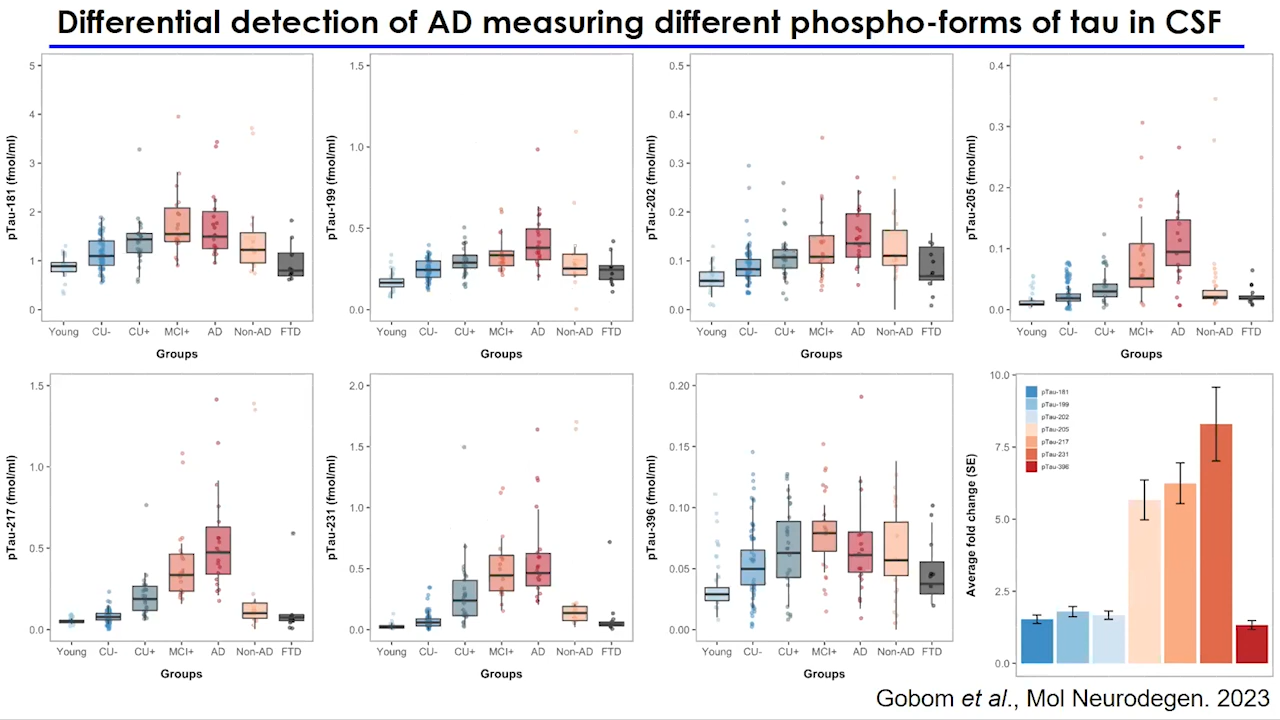 Differential detection of AD measuring different phospho-forms of tau in CSF
pTau-181 (fmol/ml)
5
4
3
2
1
0
Young CU- CU+ MCI+ AD Non-AD FTD
Groups
pTau-199 (fmol/ml)
1.5
1.0
0.5
0.0
Young CU- CU+ MCI+ AD Non-AD FTD
Groups
pTau-202 (fmol/ml)
0.5
0.4
0.3
0.2
0.1
0.0
Young CU- CU+ MCI+ AD Non-AD FTD
Groups
pTau-205 (fmol/ml)
0.4
0.3
0.2
0.1
0.0
Young CU- CU+ MCI+ AD Non-AD FTD
Groups
pTau-217 (fmol/ml)
1.5
1.0
0.5
0.0
Young CU- CU+ MCI+ AD Non-AD FTD
Groups
pTau-231 (fmol/ml)
2.0
1.5
1.0
0.5
0.0
Young CU- CU+ MCI+ AD Non-AD FTD
Groups
pTau-396 (fmol/ml)
0.20
0.15
0.10
0.05
0.00
Young CU- CU+ MCI+ AD Non-AD FTD
Groups
Average fold change (SE)
10.0
7.5
5.0
2.5
0.0
pTau-181
pTau-199
pTau-202
pTau-205
pTau-217
pTau-231
pTau-396
Gobom et al., Mol Neurodegen. 2023